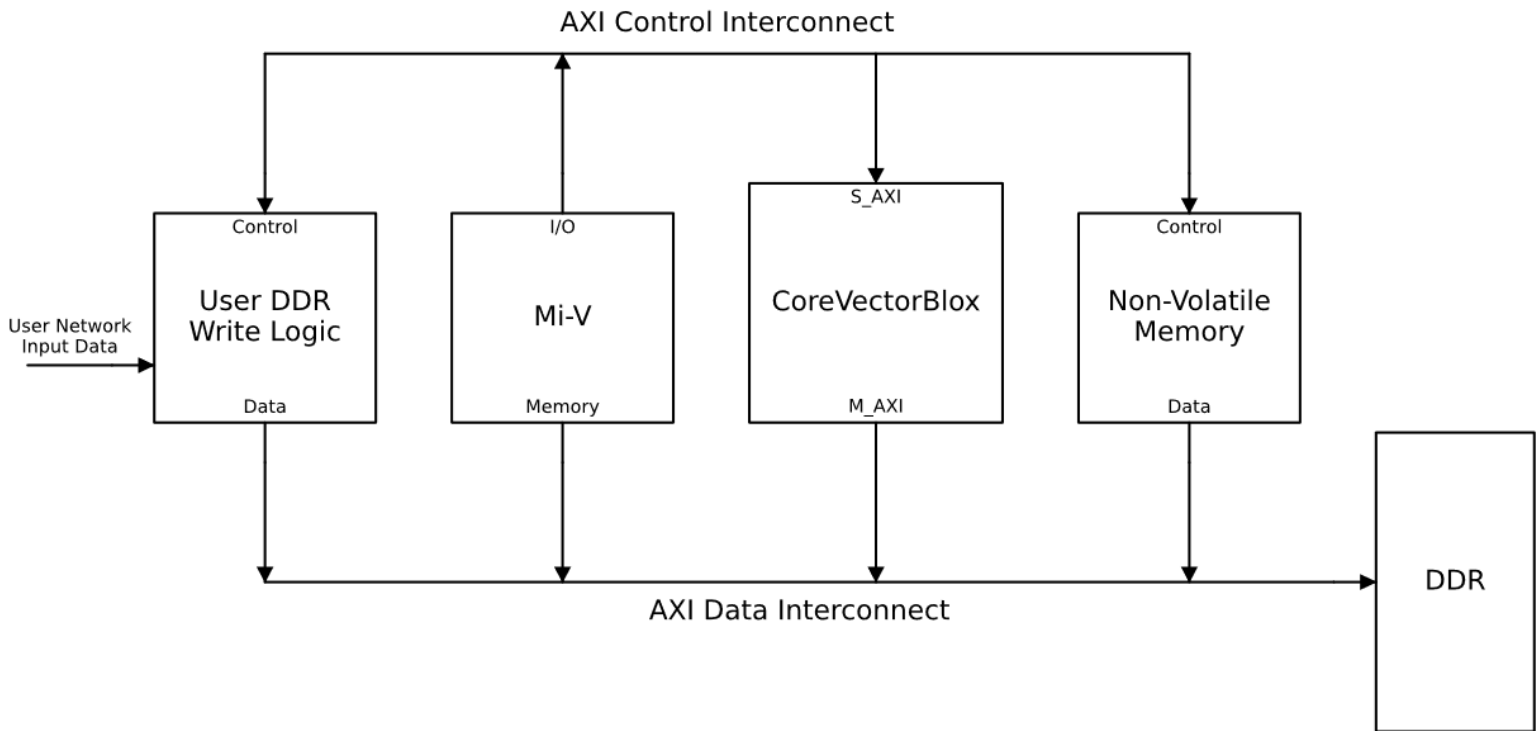 AXI Control Interconnect
Control
I/O
S_AXI
Control
User DDR
Write Logic
Mi-V
CoreVectorBlox
Non-Volatile
Memory
User Network
Input Data
Data
Memory
M_AXI
Data
DDR
AXI Data Interconnect